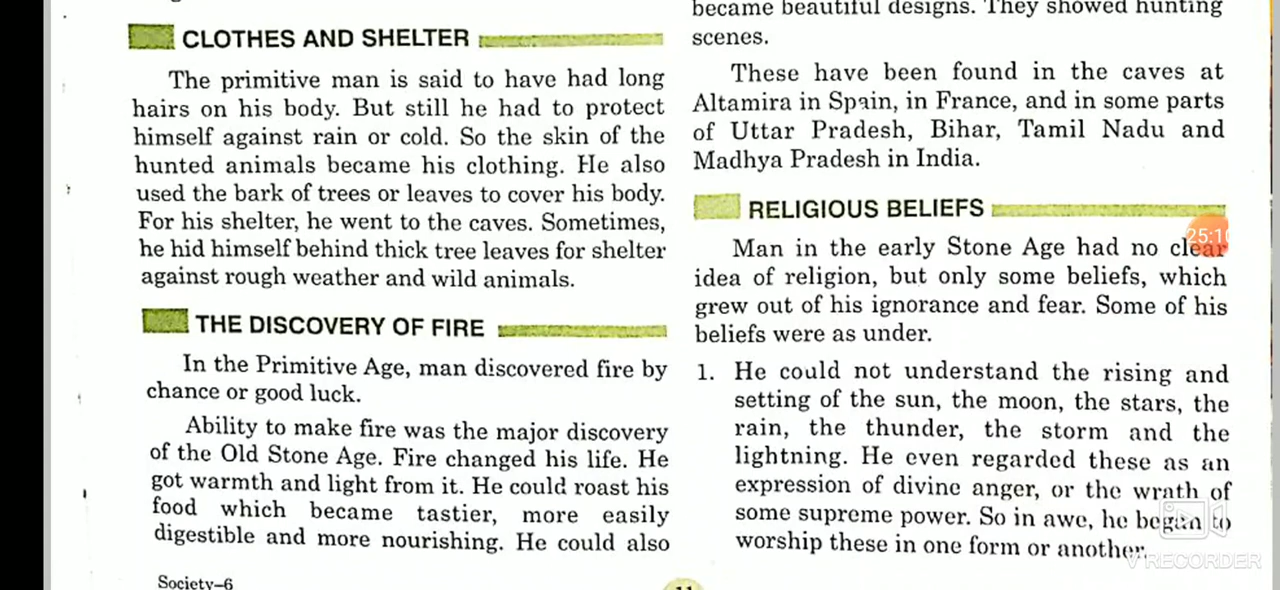 CLOTHES AND SHELTER
The primitive man is said to have had long
hairs on his body. But still he had to protect
himself against rain or cold. So the skin of the
hunted animals became his clothing. He also
used the bark of trees or leaves to cover his body.
For his shelter, he went to the caves. Sometimes,
he hid himself behind thick tree leaves for shelter
against rough weather and wild animals.
THE DISCOVERY OF FIRE
In the Primitive Age, man discovered fire by
chance or good luck.
Ability to make fire was the major discovery
of the Old Stone Age. Fire changed his life. He
got warmth and light from it. He could roast his
food which became tastier, more easily
digestible and more nourishing. He could also
Society–6
became beautiful designs. They showed hunting
scenes.
These have been found in the caves at
Altamira in Spain, in France, and in some parts
of Uttar Pradesh, Bihar, Tamil Nadu and
Madhya Pradesh in India.
RELIGIOUS BELIEFS
25:10
Man in the early Stone Age had no clear
idea of religion, but only some beliefs, which
grew out of his ignorance and fear. Some of his
beliefs were as under.
1. He could not understand the rising and
setting of the sun, the moon, the stars, the
rain, the thunder, the storm and the
lightning. He even regarded these as an
expression of divine anger, or the wrath of
some supreme power. So in awe, he began to
worship these in one form or another.
V RECORDER